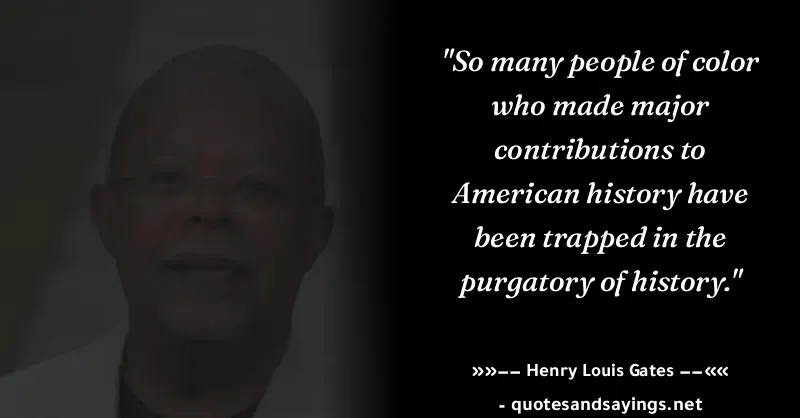 "So many people of color
who made major
contributions to
American history have
been trapped in the
purgatory of history."
»»–– Henry Louis Gates ––««
- quotesandsayings.net